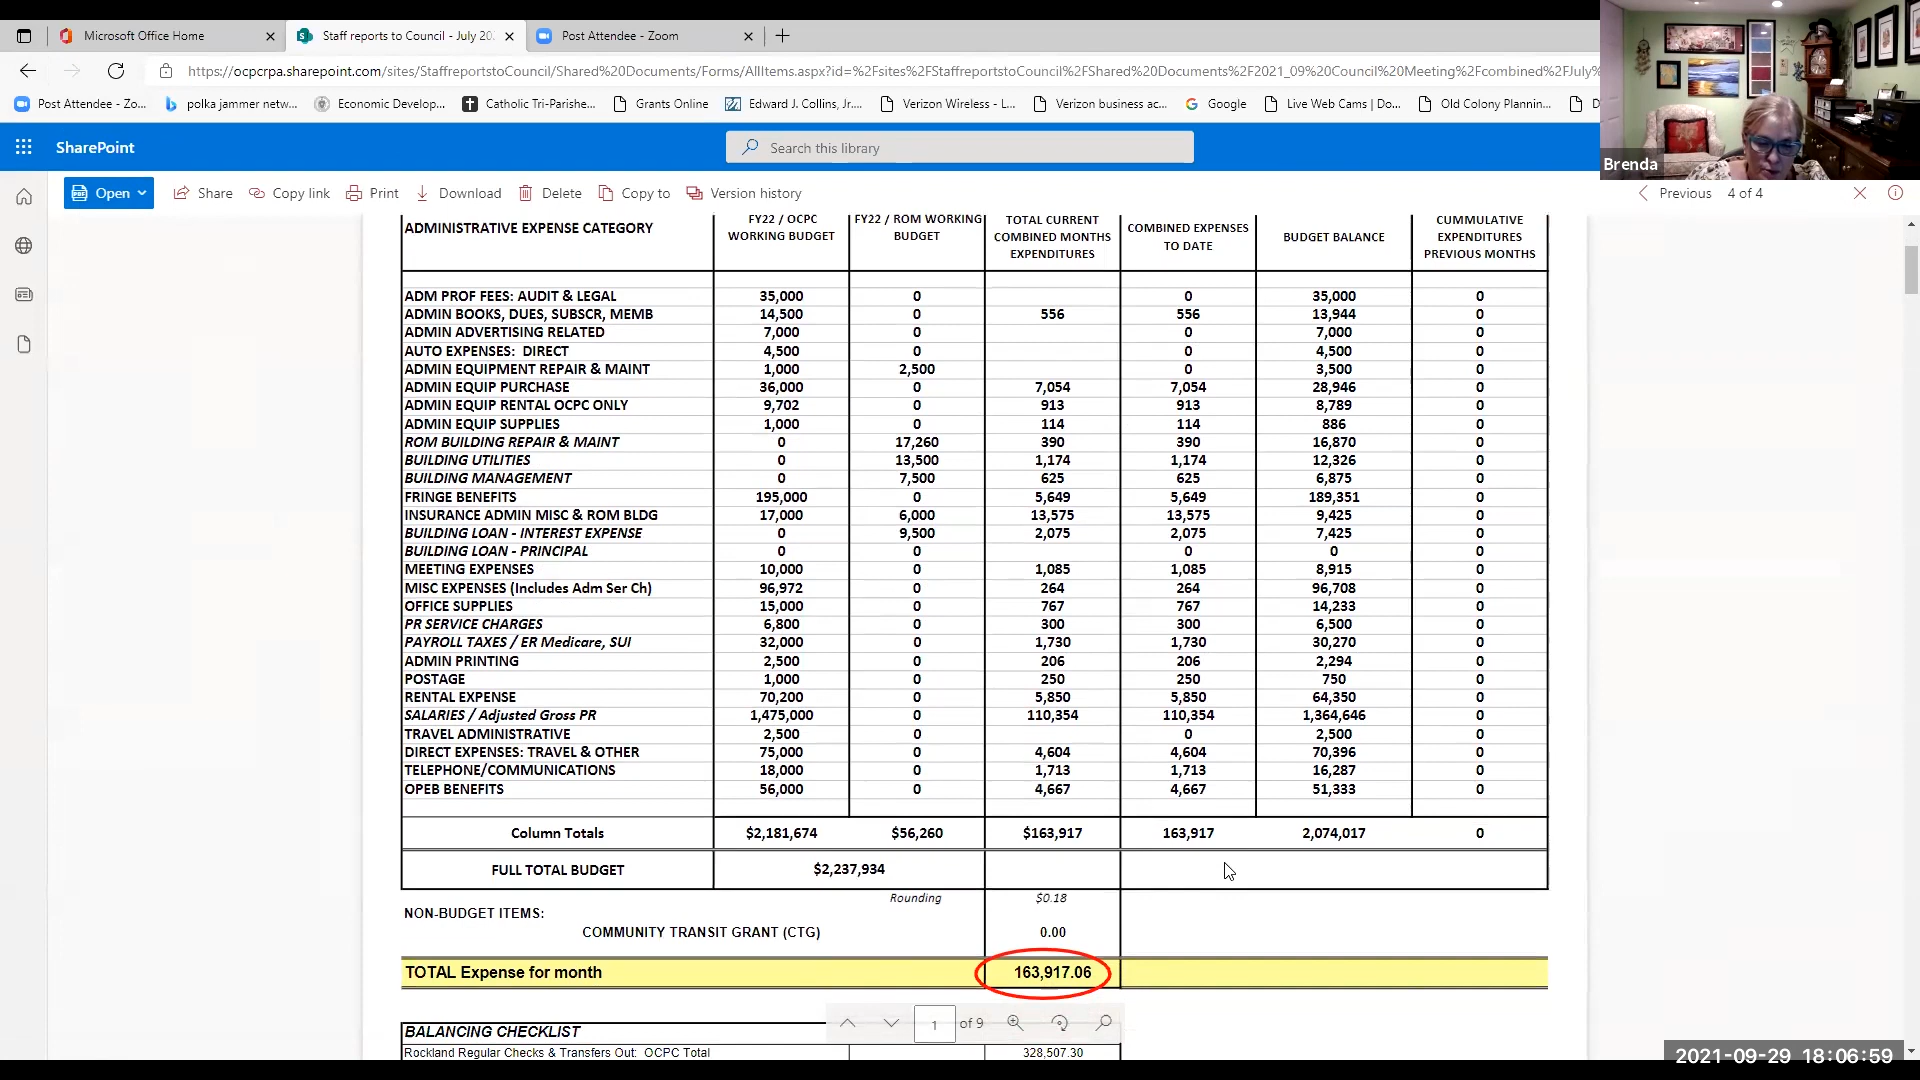 Microsoft Office Home
Staff reports to Council - July 20
Post Attendee - Zoom
https://ocpcrpa.sharepoint.com/sites/StaffreportstoCouncil/Shared%20Documents/Forms/AllItems.aspx?id=%2Fsites%2FStaffreportstoCouncil%2FShared%20Documents%2F2021_09%20Council%20Meeting%2Fcombined%2FJuly%
Post Attendee - Zo... polka jammer netw... Economic Develop... Catholic Tri-Parishe... Grants Online Edward J. Collins, Jr.... Verizon Wireless - L... Verizon business ac... Google Live Web Cams | Do... Old Colony Plannin... D
SharePoint
Search this library
Brenda
Open Share Copy link Print Download Delete Copy to Version history Previous 4 of 4
ADMINISTRATIVE EXPENSE CATEGORY FY22 / OCPC WORKING BUDGET FY22 / ROM WORKING BUDGET TOTAL CURRENT COMBINED MONTHS EXPENDITURES COMBINED EXPENSES TO DATE BUDGET BALANCE CUMMULATIVE EXPENDITURES PREVIOUS MONTHS
ADM PROF FEES: AUDIT & LEGAL 35,000 0 0 35,000 0
ADMIN BOOKS, DUES, SUBSCR, MEMB 14,500 0 556 556 13,944 0
ADMIN ADVERTISING RELATED 7,000 0 0 7,000 0
AUTO EXPENSES: DIRECT 4,500 0 0 4,500 0
ADMIN EQUIPMENT REPAIR & MAINT 1,000 2,500 0 3,500 0
ADMIN EQUIP PURCHASE 36,000 0 7,054 7,054 28,946 0
ADMIN EQUIP RENTAL OCPC ONLY 9,702 0 913 913 8,789 0
ADMIN EQUIP SUPPLIES 1,000 0 114 114 886 0
ROM BUILDING REPAIR & MAINT 0 17,260 390 390 16,870 0
BUILDING UTILITIES 0 13,500 1,174 1,174 12,326 0
BUILDING MANAGEMENT 0 7,500 625 625 6,875 0
FRINGE BENEFITS 195,000 0 5,649 5,649 189,351 0
INSURANCE ADMIN MISC & ROM BLDG 17,000 6,000 13,575 13,575 9,425 0
BUILDING LOAN - INTEREST EXPENSE 0 9,500 2,075 2,075 7,425 0
BUILDING LOAN - PRINCIPAL 0 0 0 0 0
MEETING EXPENSES 10,000 0 1,085 1,085 8,915 0
MISC EXPENSES (Includes Adm Ser Ch) 96,972 0 264 264 96,708 0
OFFICE SUPPLIES 15,000 0 767 767 14,233 0
PR SERVICE CHARGES 6,800 0 300 300 6,500 0
PAYROLL TAXES / ER Medicare, SUI 32,000 0 1,730 1,730 30,270 0
ADMIN PRINTING 2,500 0 206 206 2,294 0
POSTAGE 1,000 0 250 250 750 0
RENTAL EXPENSE 70,200 0 5,850 5,850 64,350 0
SALARIES / Adjusted Gross PR 1,475,000 0 110,354 110,354 1,364,646 0
TRAVEL ADMINISTRATIVE 2,500 0 0 2,500 0
DIRECT EXPENSES: TRAVEL & OTHER 75,000 0 4,604 4,604 70,396 0
TELEPHONE/COMMUNICATIONS 18,000 0 1,713 1,713 16,287 0
OPEB BENEFITS 56,000 0 4,667 4,667 51,333 0
Column Totals $2,181,674 $56,260 $163,917 163,917 2,074,017 0
FULL TOTAL BUDGET $2,237,934
Rounding $0.18
NON-BUDGET ITEMS:
COMMUNITY TRANSIT GRANT (CTG) 0.00
TOTAL Expense for month 163,917.06
1 of 9
BALANCING CHECKLIST
Rockland Regular Checks & Transfers Out: OCPC Total 328,507.30
2021-09-29 18:06:59